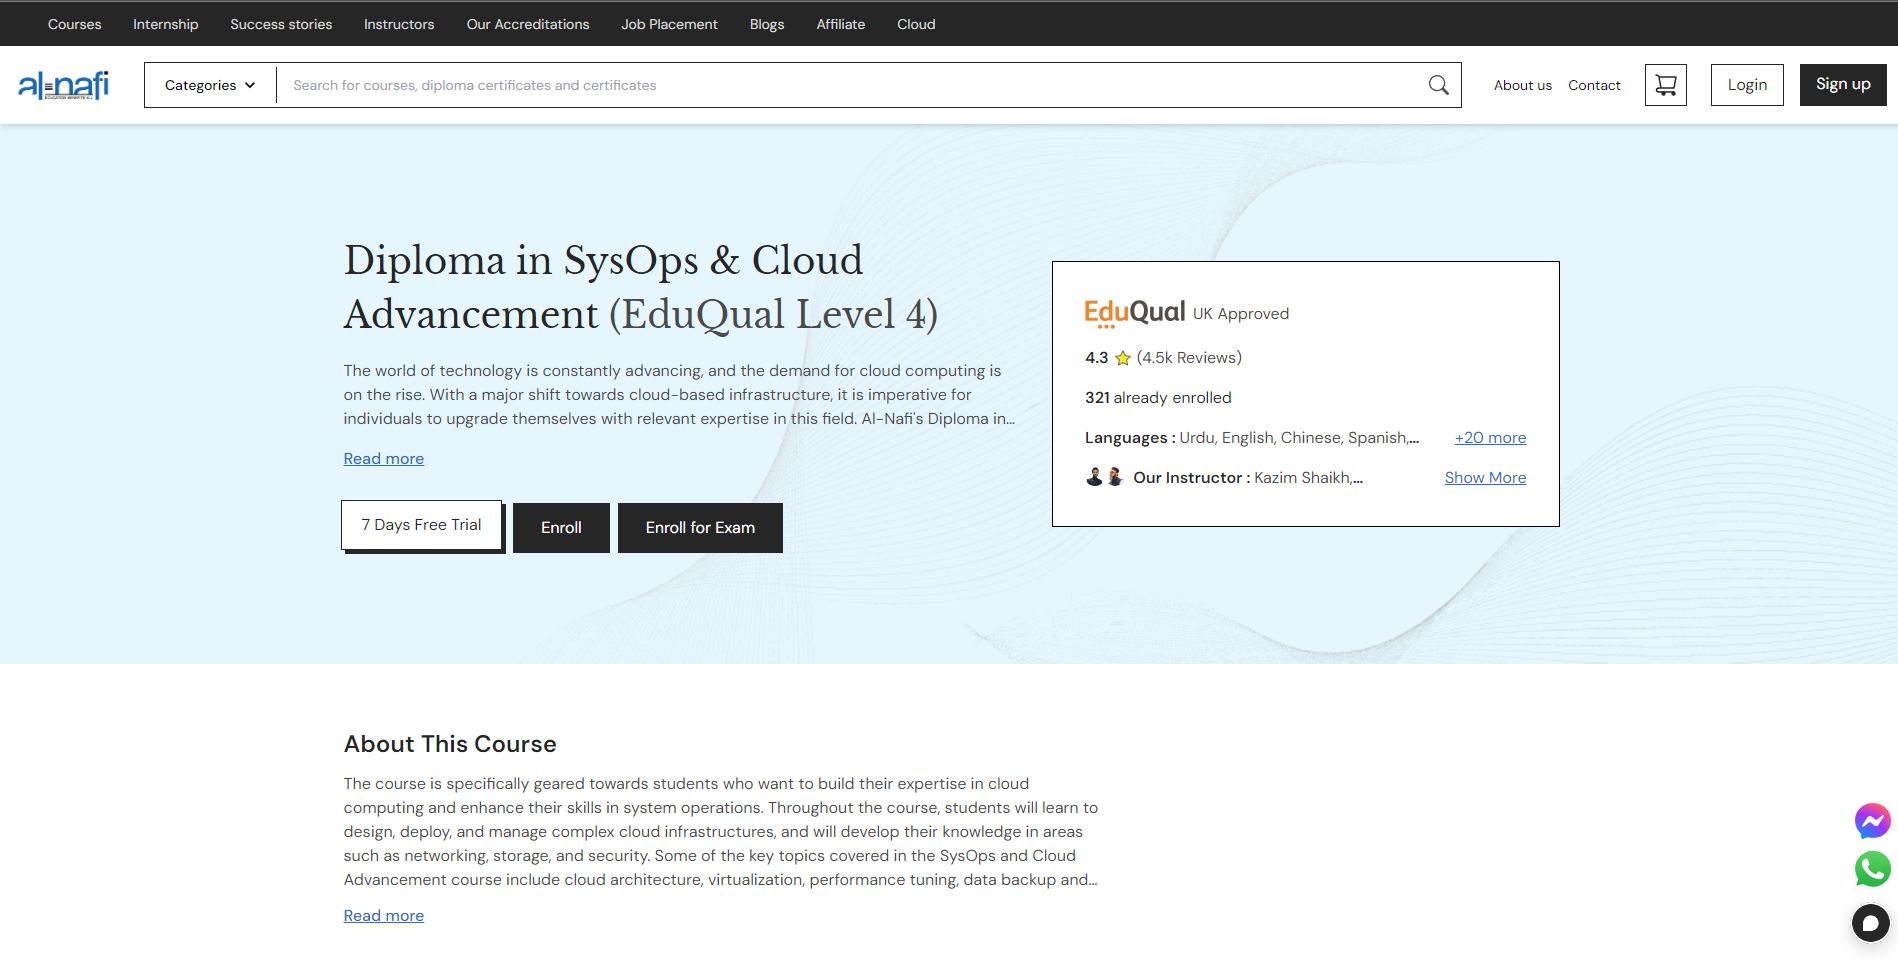 Courses Internship Success stories Instructors Our Accreditations Job Placement Blogs Affiliate Cloud
al-nafi
Categories
Search for courses, diploma certificates and certificates
About us Contact
Login
Sign up
Diploma in SysOps & Cloud
Advancement (EduQual Level 4)
The world of technology is constantly advancing, and the demand for cloud computing is
on the rise. With a major shift towards cloud-based infrastructure, it is imperative for
individuals to upgrade themselves with relevant expertise in this field. Al-Nafi's Diploma in...
Read more
7 Days Free Trial
Enroll
Enroll for Exam
EduQual UK Approved
4.3 (4.5k Reviews)
321 already enrolled
Languages : Urdu, English, Chinese, Spanish,... +20 more
Our Instructor : Kazim Shaikh,... Show More
About This Course
The course is specifically geared towards students who want to build their expertise in cloud
computing and enhance their skills in system operations. Throughout the course, students will learn to
design, deploy, and manage complex cloud infrastructures, and will develop their knowledge in areas
such as networking, storage, and security. Some of the key topics covered in the SysOps and Cloud
Advancement course include cloud architecture, virtualization, performance tuning, data backup and...
Read more